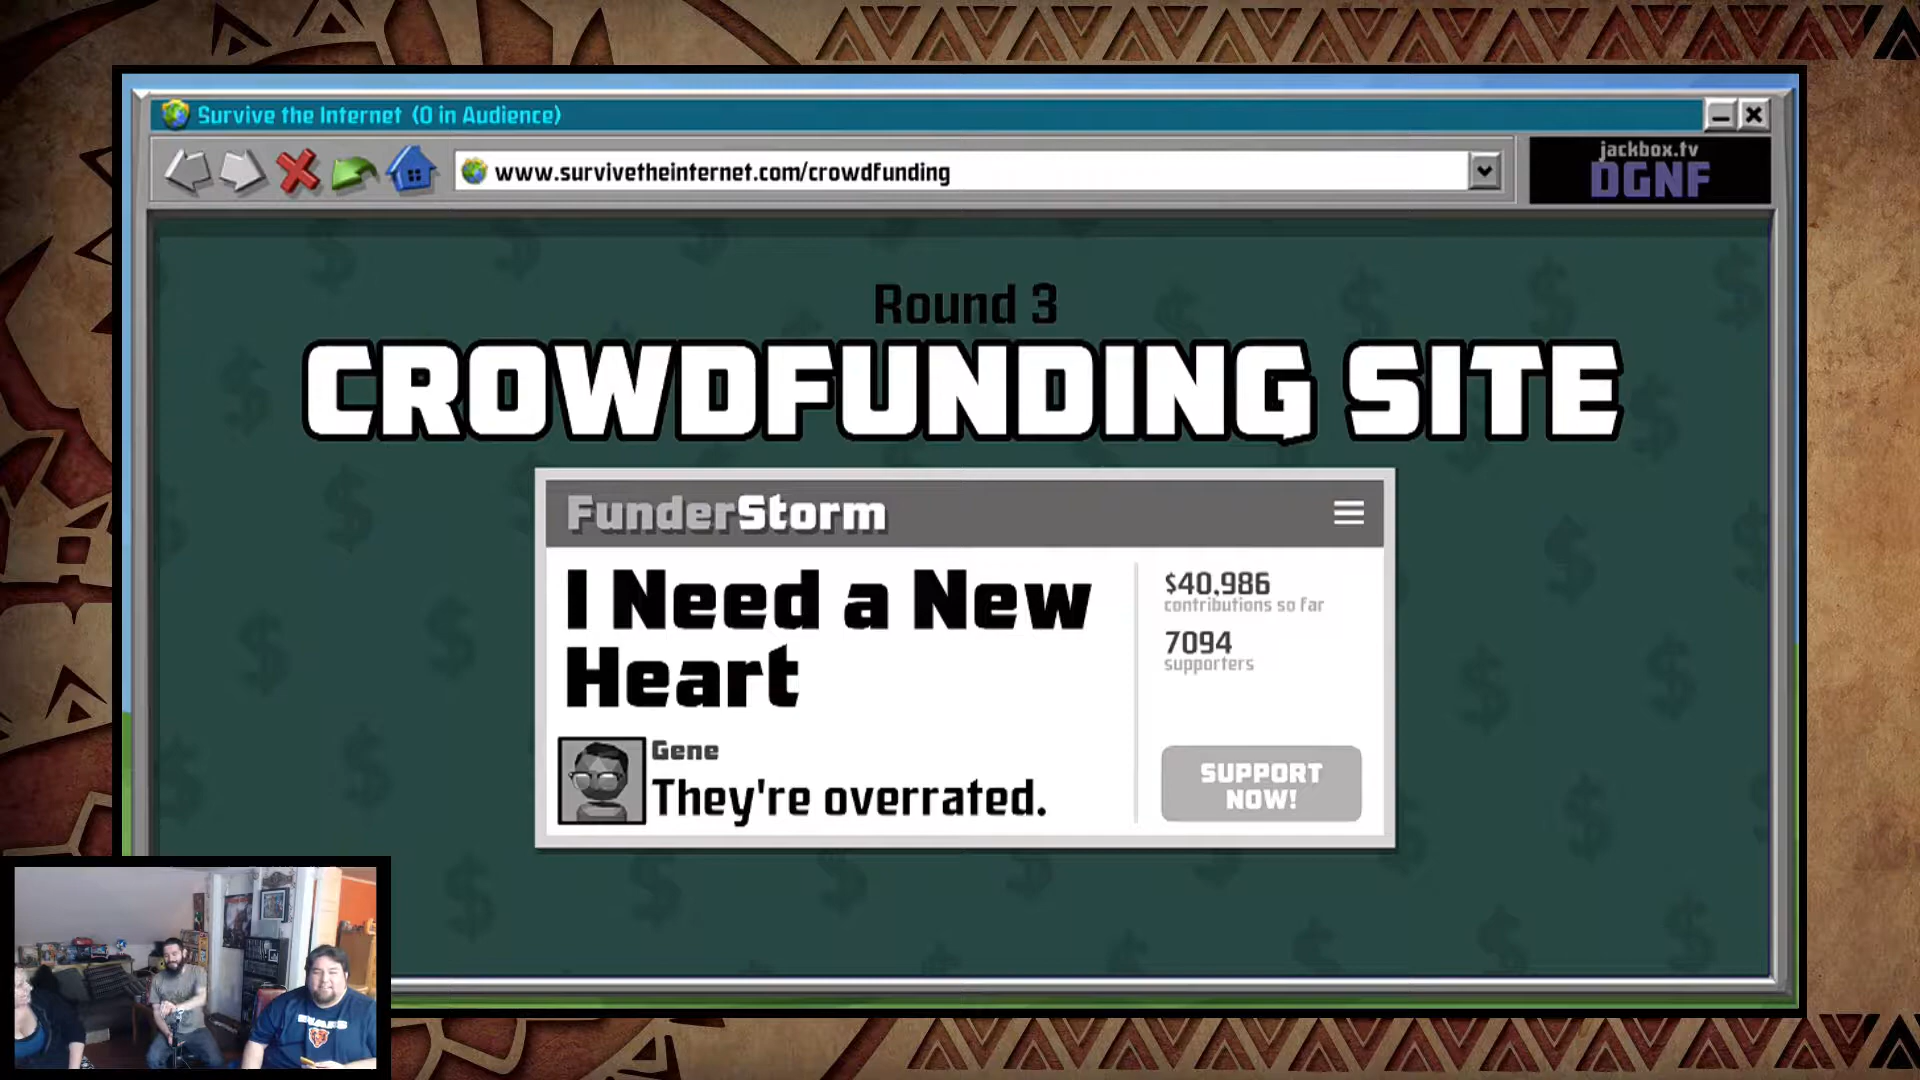 Survive the Internet (0 in Audience)
www.survivetheinternet.com/crowdfunding
jackbox.tv
DGNF
Round 3
CROWDFUNDING SITE
FunderStorm
I Need a New
Heart
$40,986
contributions so far
7094
supporters
Gene
They're overrated.
SUPPORT
NOW!
BEARS